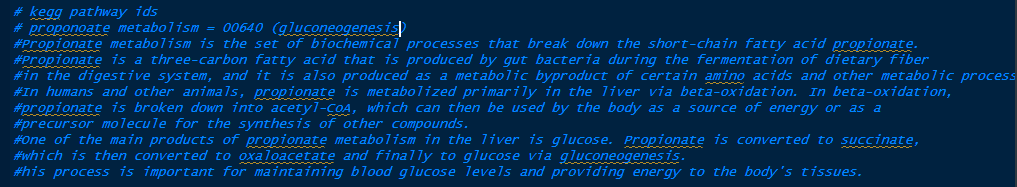 # kegg pathway ids
# proponoate metabolism = 00640 (gluconeogenesis)
#Propionate metabolism is the set of biochemical processes that break down the short-chain fatty acid propionate.
#Propionate is a three-carbon fatty acid that is produced by gut bacteria during the fermentation of dietary fiber
#in the digestive system, and it is also produced as a metabolic byproduct of certain amino acids and other metabolic process
#In humans and other animals, propionate is metabolized primarily in the liver via beta-oxidation. In beta-oxidation,
#propionate is broken down into acetyl-CoA, which can then be used by the body as a source of energy or as a
#precursor molecule for the synthesis of other compounds.
#One of the main products of propionate metabolism in the liver is glucose. Propionate is converted to succinate,
#which is then converted to oxaloacetate and finally to glucose via gluconeogenesis.
#his process is important for maintaining blood glucose levels and providing energy to the body's tissues.